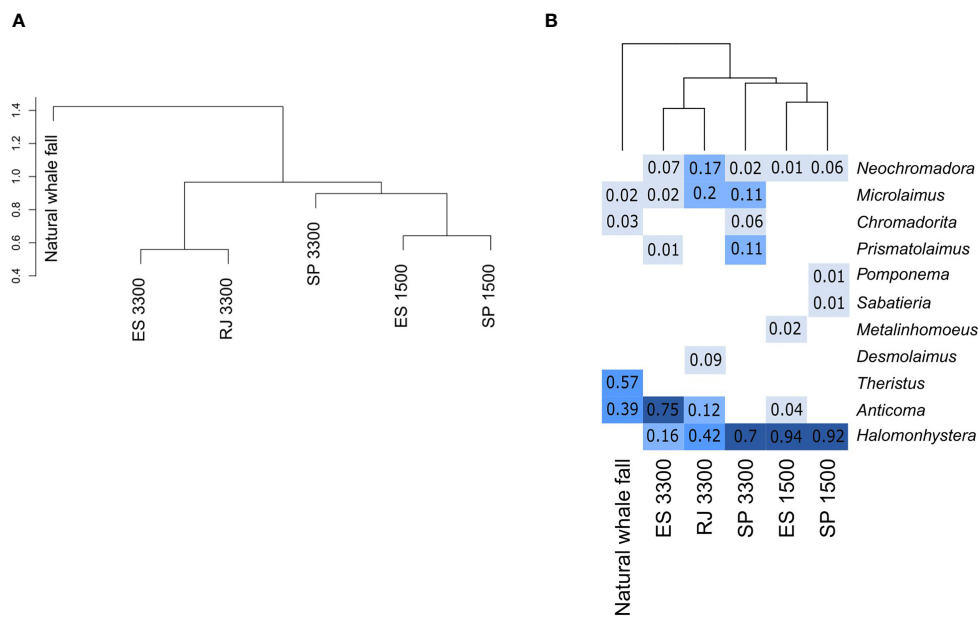 A
1.4
1.2
1.0
0.8
0.6
0.4
Natural whale fall
ES 3300
RJ 3300
SP 3300
ES 1500
SP 1500
B
0.07 0.17 0.02 0.01 0.06 Neochromadora
0.02 0.02 0.2 0.11 Microlaimus
0.03 0.06 Chromadorita
0.01 0.11 Prismatolaimus
0.01 Pomponema
0.01 Sabatieria
0.02 Metalinhomoeus
0.09 Desmolaimus
0.57 Theristus
0.39 0.75 0.12 0.04 Anticoma
0.16 0.42 0.7 0.94 0.92 Halomonhystera
Natural whale fall
ES 3300
RJ 3300
SP 3300
ES 1500
SP 1500